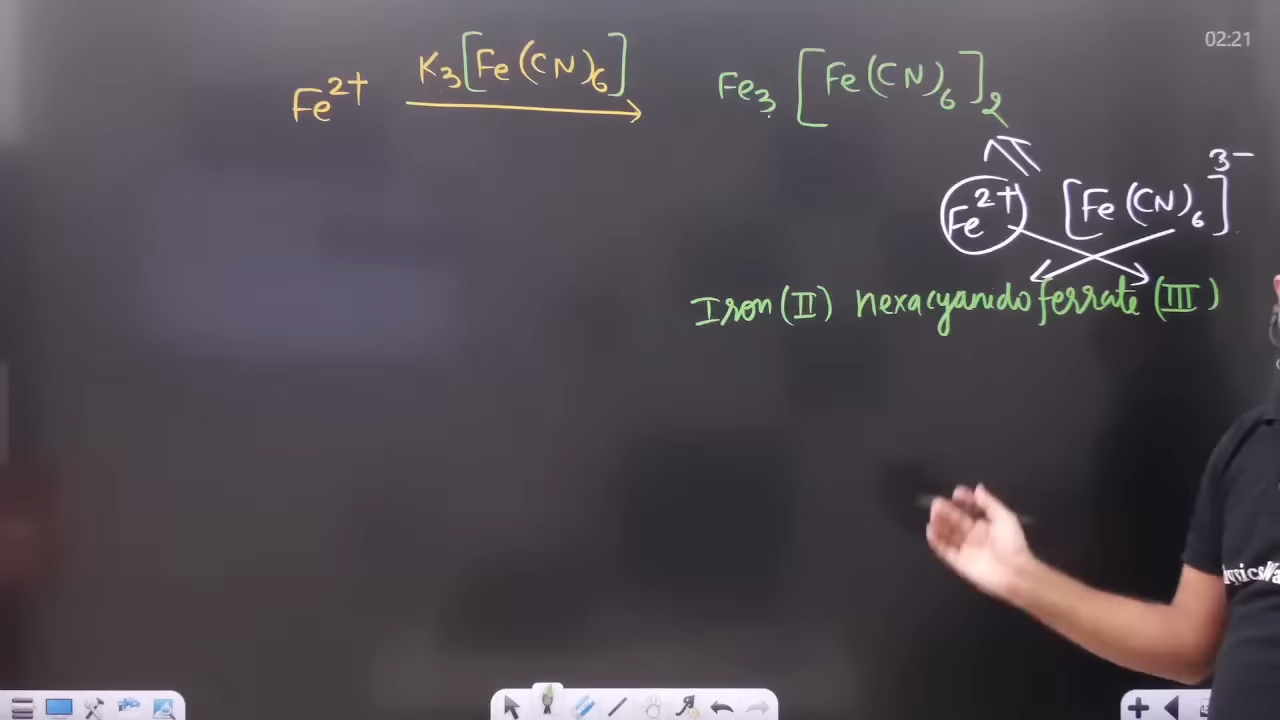 02:21
Fe²⁺ K₃[Fe(CN)₆] Fe₃[Fe(CN)₆]₂
Fe²⁺ [Fe(CN)₆]³⁻
Iron (II) hexacyanido ferrate (III)